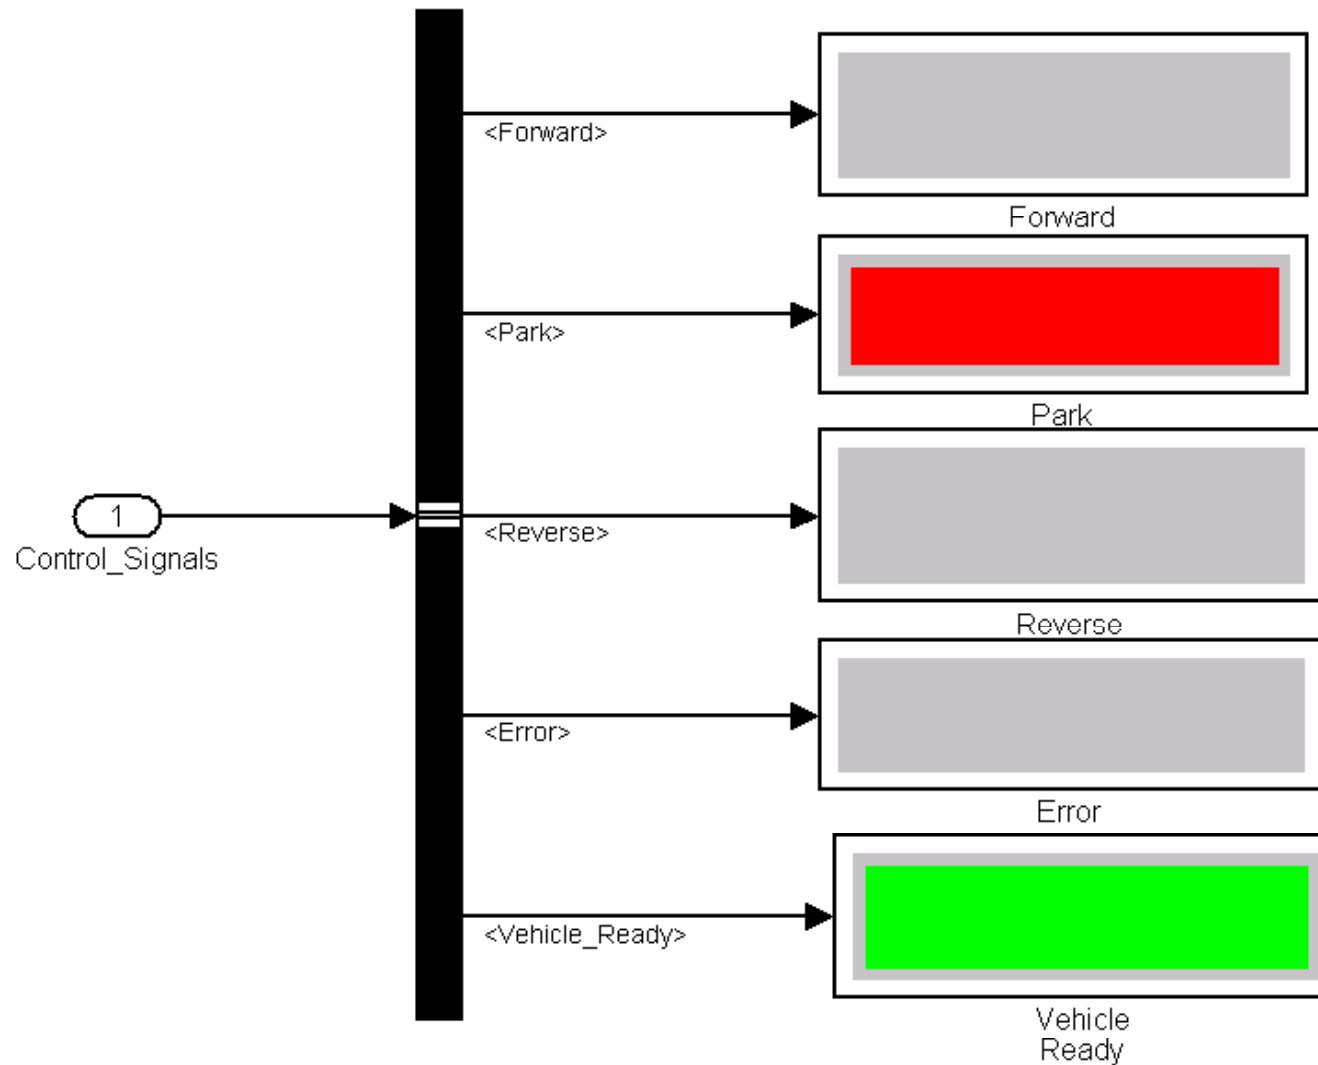 <Forward>
Forward
<Park>
Park
1
Control_Signals
<Reverse>
Reverse
<Error>
Error
<Vehicle_Ready>
Vehicle
Ready